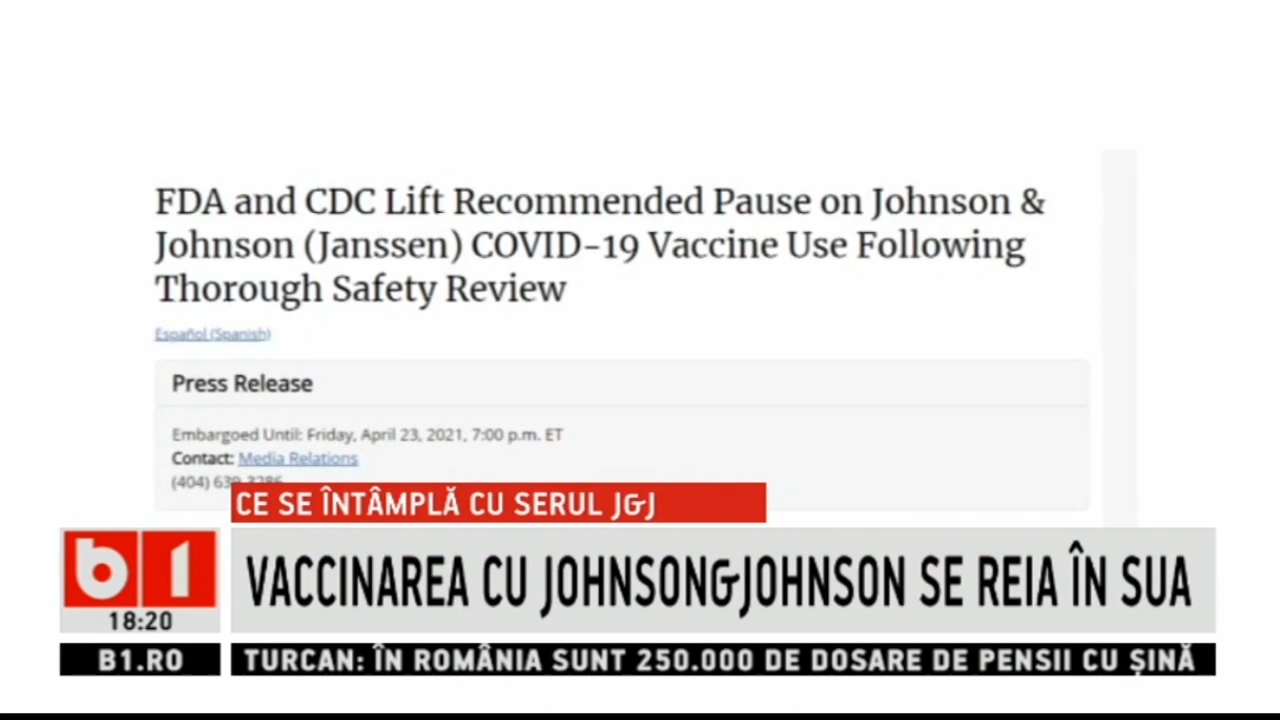 FDA and CDC Lift Recommended Pause on Johnson &
Johnson (Janssen) COVID-19 Vaccine Use Following
Thorough Safety Review
Español (Spanish)
Press Release
Embargoed Until: Friday, April 23, 2021, 7:00 p.m. ET
Contact: Media Relations
(404) 639-3286
CE SE ÎNTÂMPLĂ CU SERUL J&J
b1
VACCINAREA CU JOHNSON&JOHNSON SE REIA ÎN SUA
18:20
B1.RO
TURCAN: ÎN ROMÂNIA SUNT 250.000 DE DOSARE DE PENSII CU ȘINĂ